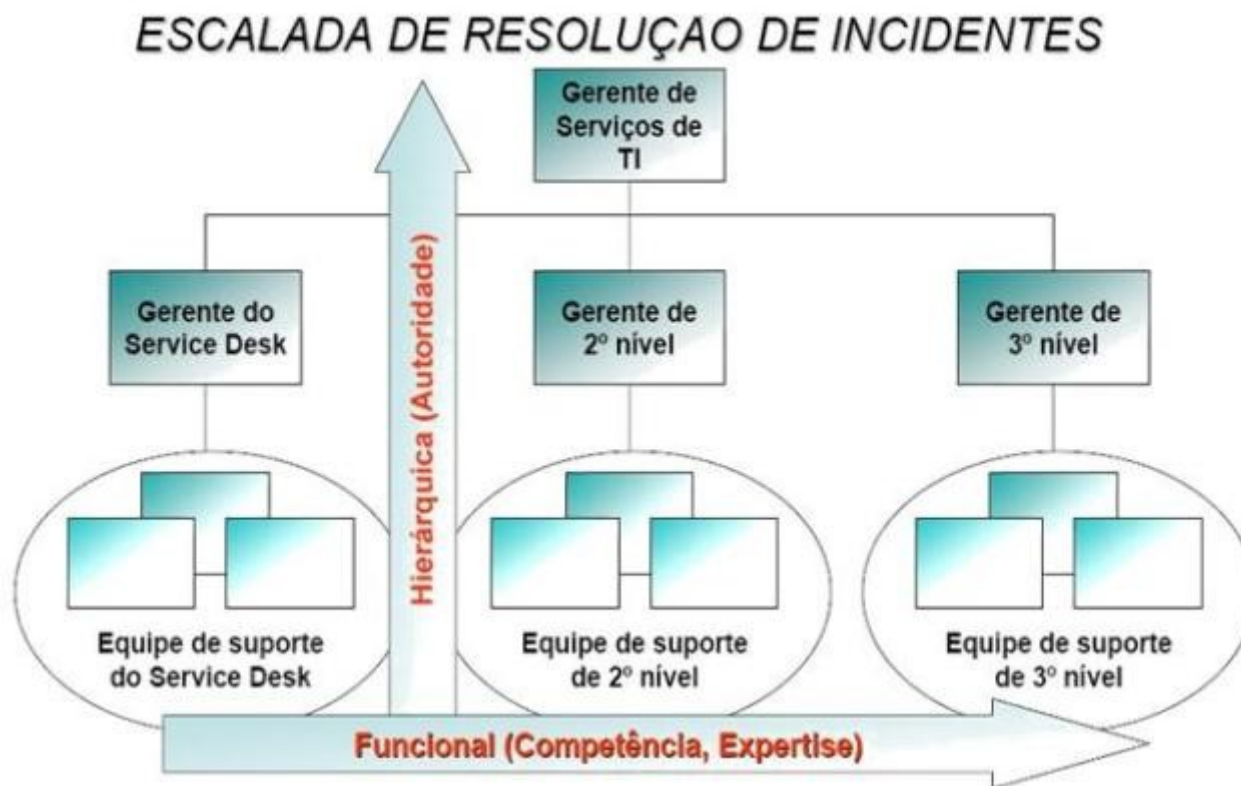 ESCALADA DE RESOLUÇAO DE INCIDENTES
Gerente de
Serviços de
TI
Gerente do
Service Desk
Gerente de
2º nível
Gerente de
3º nível
Hierárquica (Autoridade)
Equipe de suporte
do Service Desk
Equipe de suporte
de 2º nível
Equipe de suporte
de 3º nível
Funcional (Competência, Expertise)